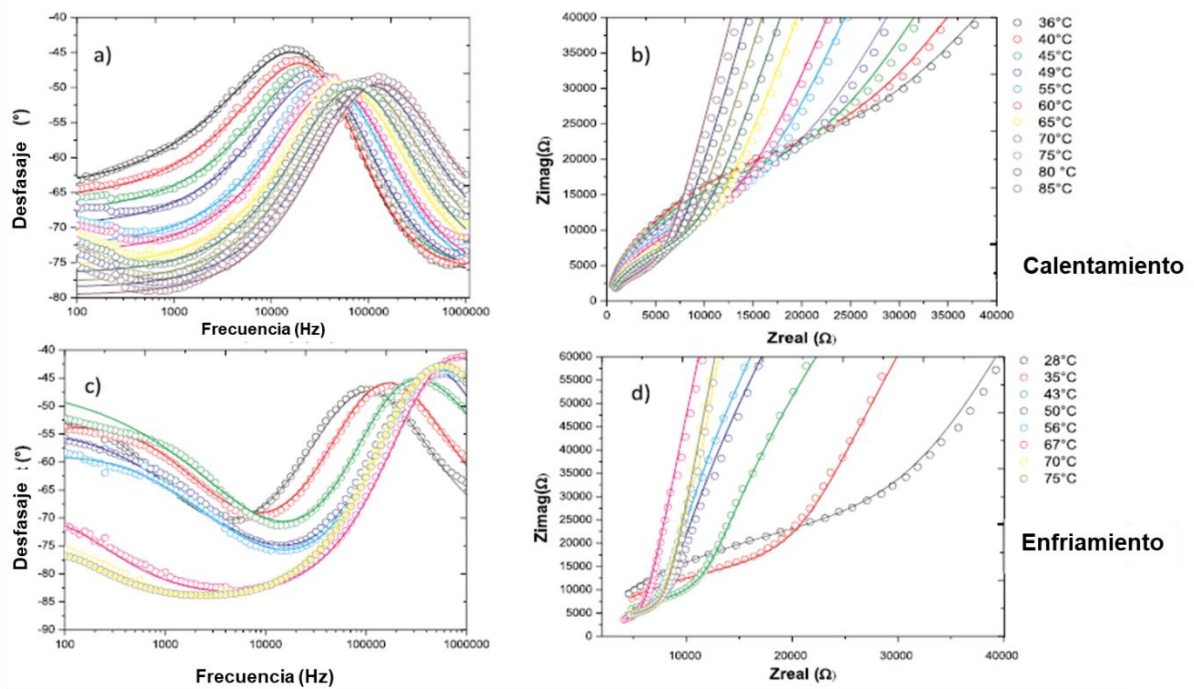 a)
Desfasaje (°)
-40
-45
-50
-55
-60
-65
-70
-75
-80
100
1000
10000
100000
1000000
Frecuencia (Hz)
b)
Zimag(Ω)
40000
35000
30000
25000
20000
15000
10000
5000
0
0
5000
10000
15000
20000
25000
30000
35000
40000
Zreal (Ω)
36°C
40°C
45°C
49°C
55°C
60°C
65°C
70°C
75°C
80 °C
85°C
Calentamiento
c)
Desfasaje (°)
-40
-45
-50
-55
-60
-65
-70
-75
-80
-85
-90
100
1000
10000
100000
1000000
Frecuencia (Hz)
d)
Zimag(Ω)
60000
55000
50000
45000
40000
35000
30000
25000
20000
15000
10000
5000
0
10000
20000
30000
40000
Zreal (Ω)
28°C
35°C
43°C
50°C
56°C
67°C
70°C
75°C
Enfriamiento